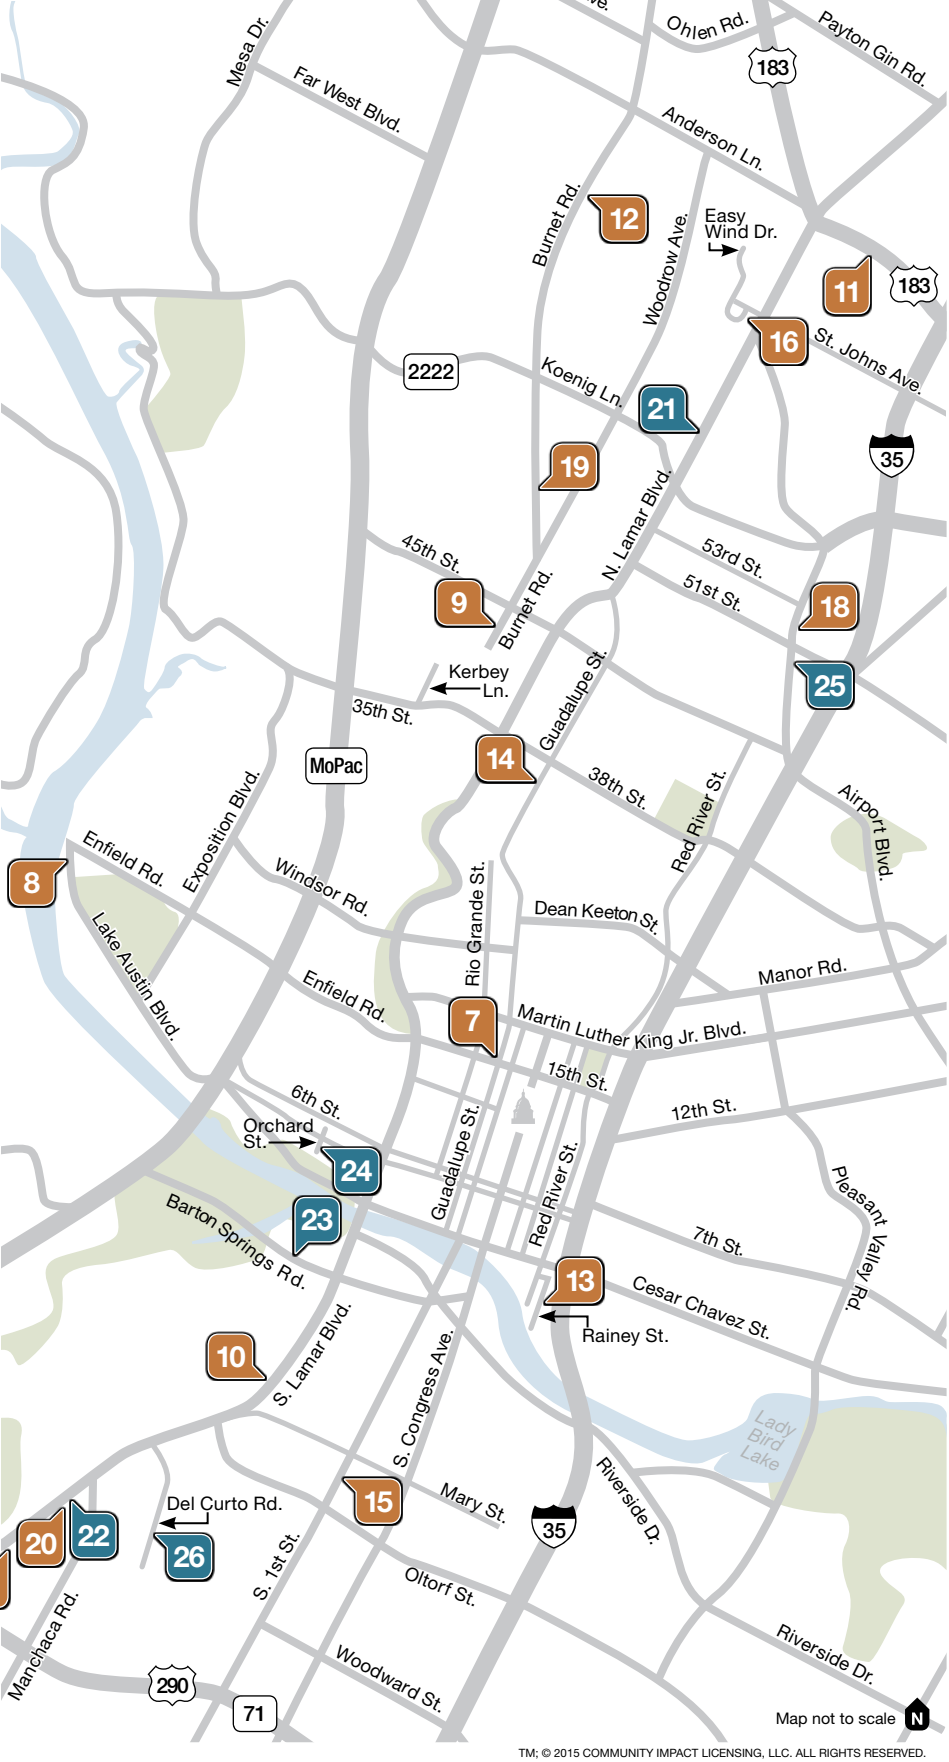 ve.
Ohlen Rd.
Payton Gin Rd.
Mesa Dr.
183
Far West Blvd.
Anderson Ln.
Burnet Rd.
12
Woodrow Ave.
Easy
Wind Dr.
11
183
16
St. Johns Ave.
2222
Koenig Ln.
21
35
19
N. Lamar Blvd.
45th St.
53rd St.
51st St.
9
Burnet Rd.
18
Kerbey
Ln.
Guadalupe St.
25
35th St.
14
MoPac
38th St.
Red River St.
Airport Blvd.
Exposition Blvd.
Enfield Rd.
8
Windsor Rd.
Rio Grande St.
Dean Keeton St.
Lake Austin Blvd.
Enfield Rd.
Manor Rd.
7
Martin Luther King Jr. Blvd.
15th St.
6th St.
12th St.
Orchard
St.
24
Guadalupe St.
Red River St.
Pleasant Valley Rd.
23
Barton Springs Rd.
7th St.
13
Cesar Chavez St.
Rainey St.
10
S. Lamar Blvd.
S. Congress Ave.
Lady
Bird
Lake
15
Mary St.
Riverside Dr.
Del Curto Rd.
20
22
26
35
S. 1st St.
Oltorf St.
Manchaca Rd.
Woodward St.
Riverside Dr.
290
71
Map not to scale
N
TM; © 2015 COMMUNITY IMPACT LICENSING, LLC. ALL RIGHTS RESERVED.